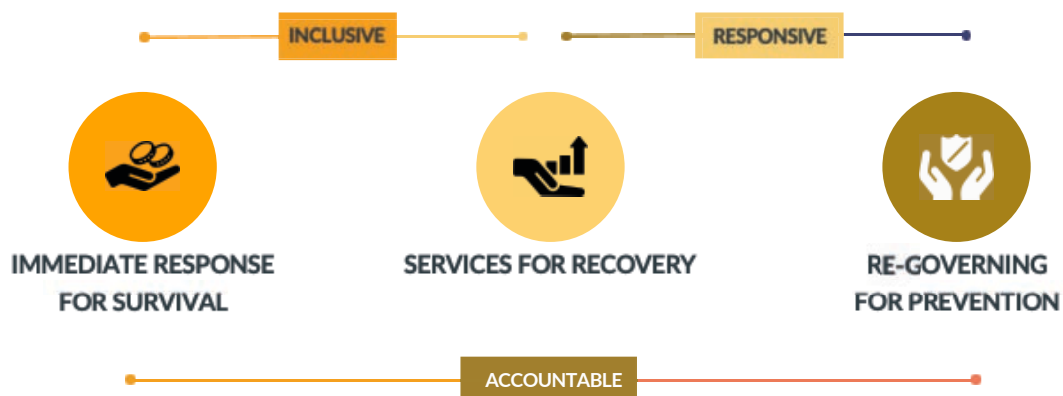 INCLUSIVE
RESPONSIVE
IMMEDIATE RESPONSE
FOR SURVIVAL
SERVICES FOR RECOVERY
RE-GOVERNING
FOR PREVENTION
ACCOUNTABLE